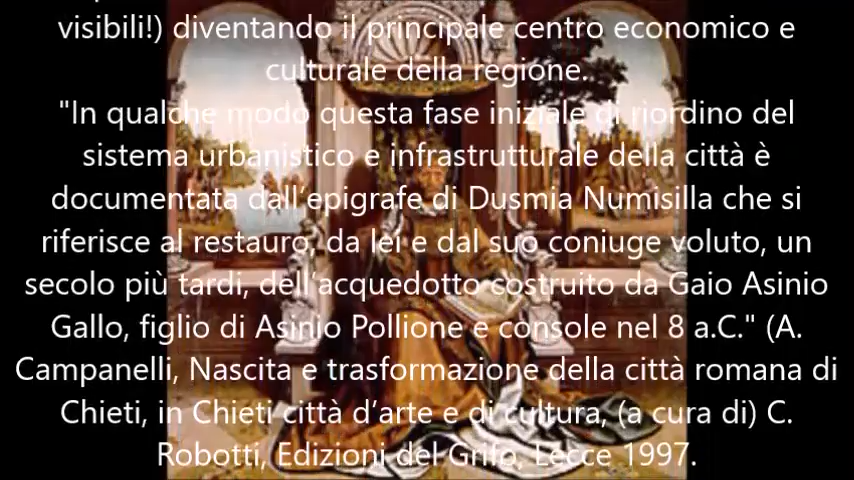 visibili!) diventando il principale centro economico e
culturale della regione.
"In qualche modo questa fase iniziale di riordino del
sistema urbanistico e infrastrutturale della città è
documentata dall’epigrafe di Dusmia Numisilla che si
riferisce al restauro, da lei e dal suo coniuge voluto, un
secolo più tardi, dell’acquedotto costruito da Gaio Asinio
Gallo, figlio di Asinio Pollione e console nel 8 a.C." (A.
Campanelli, Nascita e trasformazione della città romana di
Chieti, in Chieti città d’arte e di cultura, (a cura di) C.
Robotti, Edizioni del Grifo, Lecce 1997.